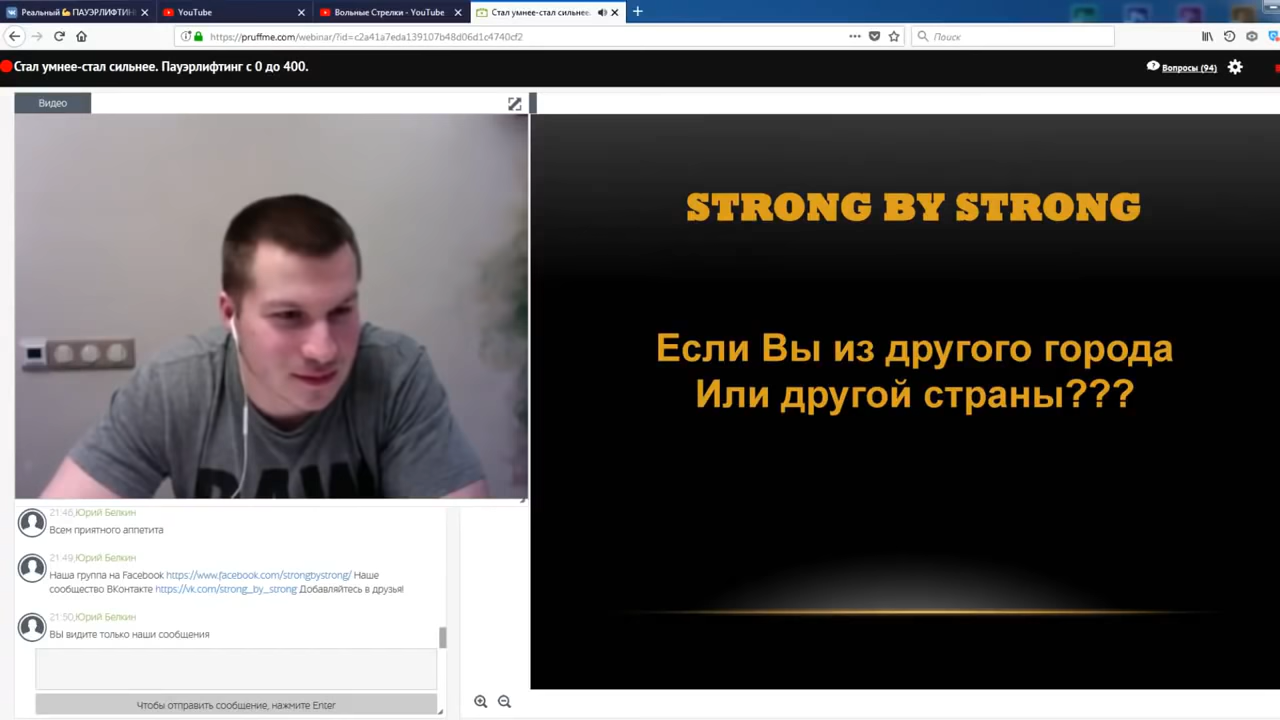 Реальный 💪 ПАУЭРЛИФТИНГ
YouTube
Вольные Стрелки - YouTube
Стал умнее-стал сильнее.
https://pruffme.com/webinar/?id=c2a41a7eda139107b48d06d1c4740cf2
Поиск
Стал умнее-стал сильнее. Пауэрлифтинг с 0 до 400.
Вопросы (94)
Видео
STRONG BY STRONG
Если Вы из другого города
Или другой страны???
RAW
21:46,Юрий Белкин
Всем приятного аппетита
21:49,Юрий Белкин
Наша группа на Facebook https://www.facebook.com/strongbystrong/ Наше
сообщество ВКонтакте https://vk.com/strong_by_strong Добавляйтесь в друзья!
21:50,Юрий Белкин
ВЫ видите только наши сообщения
Чтобы отправить сообщение, нажмите Enter